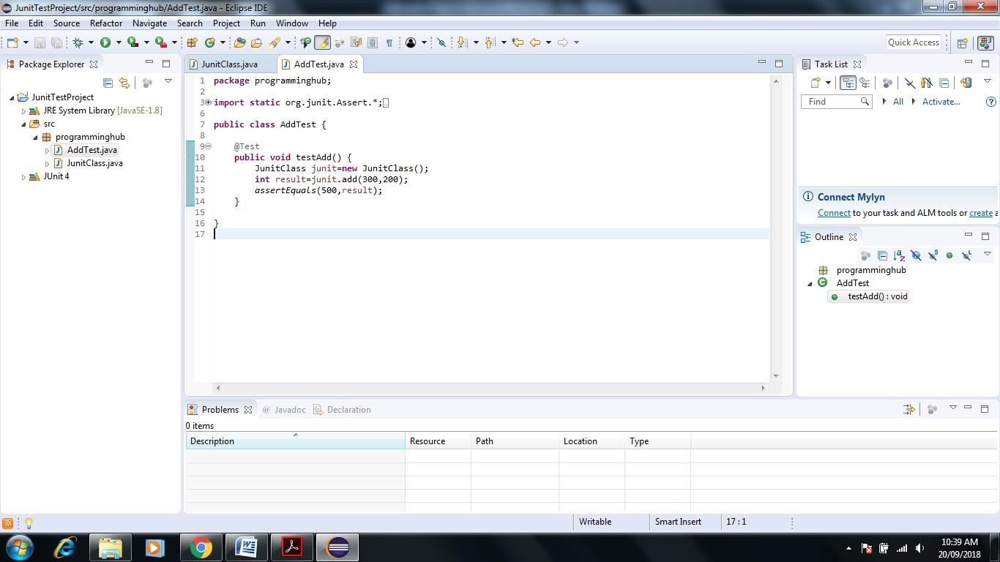 JunitTestProject/src/programminghub/AddTest.java - Eclipse IDE
File Edit Source Refactor Navigate Search Project Run Window Help
Quick Access
Package Explorer
JunitTestProject
JRE System Library [JavaSE-1.8]
src
programminghub
AddTest.java
JunitClass.java
JUnit 4
JunitClass.java AddTest.java
1 package programminghub;
2
3 import static org.junit.Assert.*;
6
7 public class AddTest {
8
9 @Test
10 public void testAdd() {
11 JunitClass junit=new JunitClass();
12 int result=junit.add(300,200);
13 assertEquals(500,result);
14 }
15
16 }
17
Task List
Find All Activate...
Connect Mylyn
Connect to your task and ALM tools or create a
Outline
programminghub
AddTest
testAdd() : void
Problems @ Javadoc Declaration
0 items
Description Resource Path Location Type
Writable Smart Insert 17 : 1
10:39 AM
20/09/2018